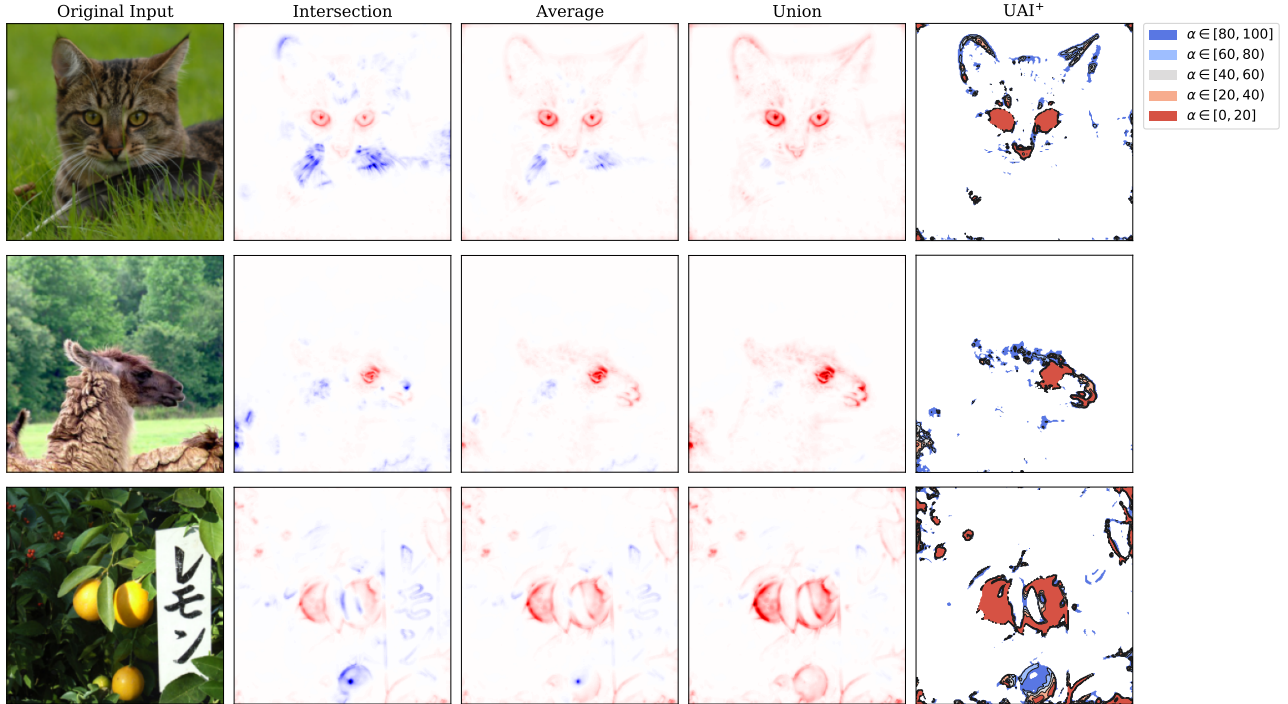 Original Input
Intersection
Average
Union
UAI⁺
α ∈ [80, 100]
α ∈ [60, 80)
α ∈ [40, 60)
α ∈ [20, 40)
α ∈ [0, 20]
レモン